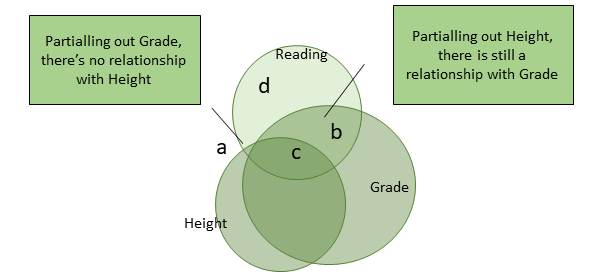 Partialling out Grade,
there's no relationship
with Height
Partialling out Height,
there is still a
relationship with Grade
Reading
d
b
a
c
Grade
Height